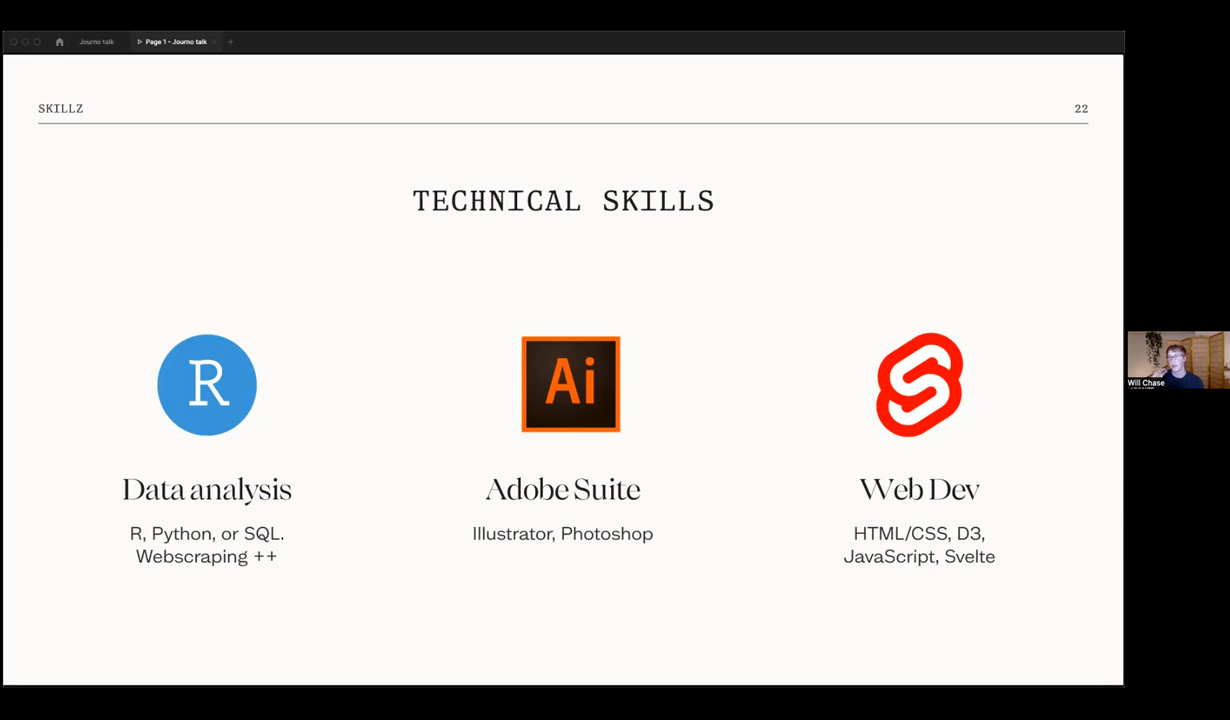 Journo talk
Page 1 - Journo talk
SKILLZ
22
TECHNICAL SKILLS
R
Ai
Data analysis
Adobe Suite
Web Dev
R, Python, or SQL.
Webscraping ++
Illustrator, Photoshop
HTML/CSS, D3,
JavaScript, Svelte
Will Chase